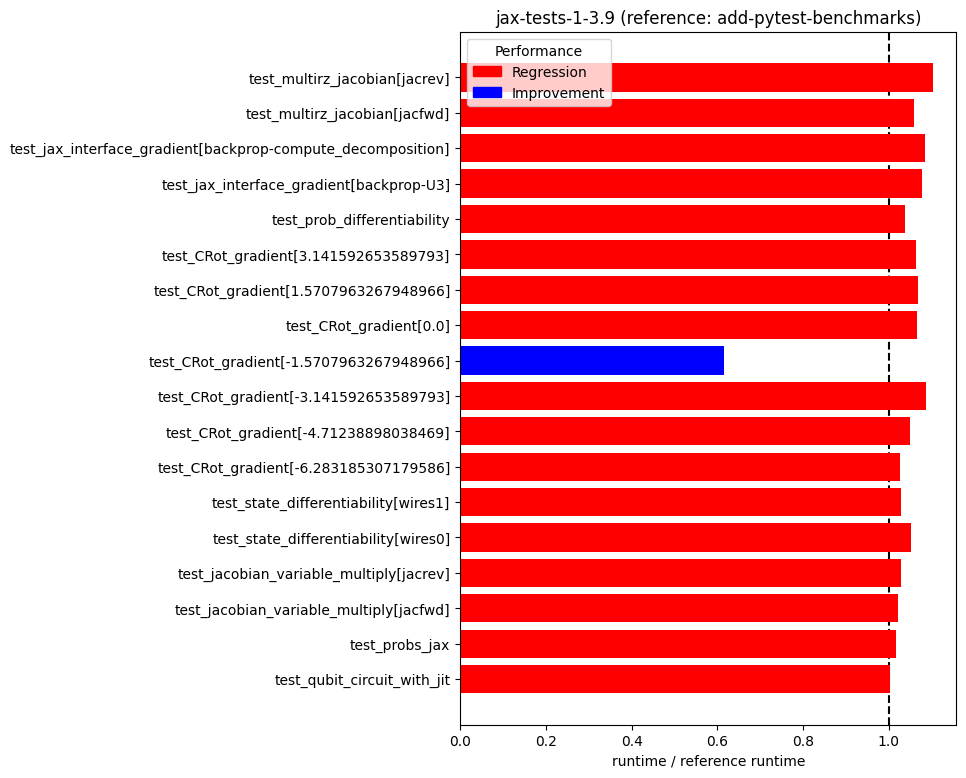 jax-tests-1-3.9 (reference: add-pytest-benchmarks)
Performance
Regression
Improvement
test_multirz_jacobian[jacrev]
test_multirz_jacobian[jacfwd]
test_jax_interface_gradient[backprop-compute_decomposition]
test_jax_interface_gradient[backprop-U3]
test_prob_differentiability
test_CRot_gradient[3.141592653589793]
test_CRot_gradient[1.5707963267948966]
test_CRot_gradient[0.0]
test_CRot_gradient[-1.5707963267948966]
test_CRot_gradient[-3.141592653589793]
test_CRot_gradient[-4.71238898038469]
test_CRot_gradient[-6.283185307179586]
test_state_differentiability[wires1]
test_state_differentiability[wires0]
test_jacobian_variable_multiply[jacrev]
test_jacobian_variable_multiply[jacfwd]
test_probs_jax
test_qubit_circuit_with_jit
0.0 0.2 0.4 0.6 0.8 1.0
runtime / reference runtime